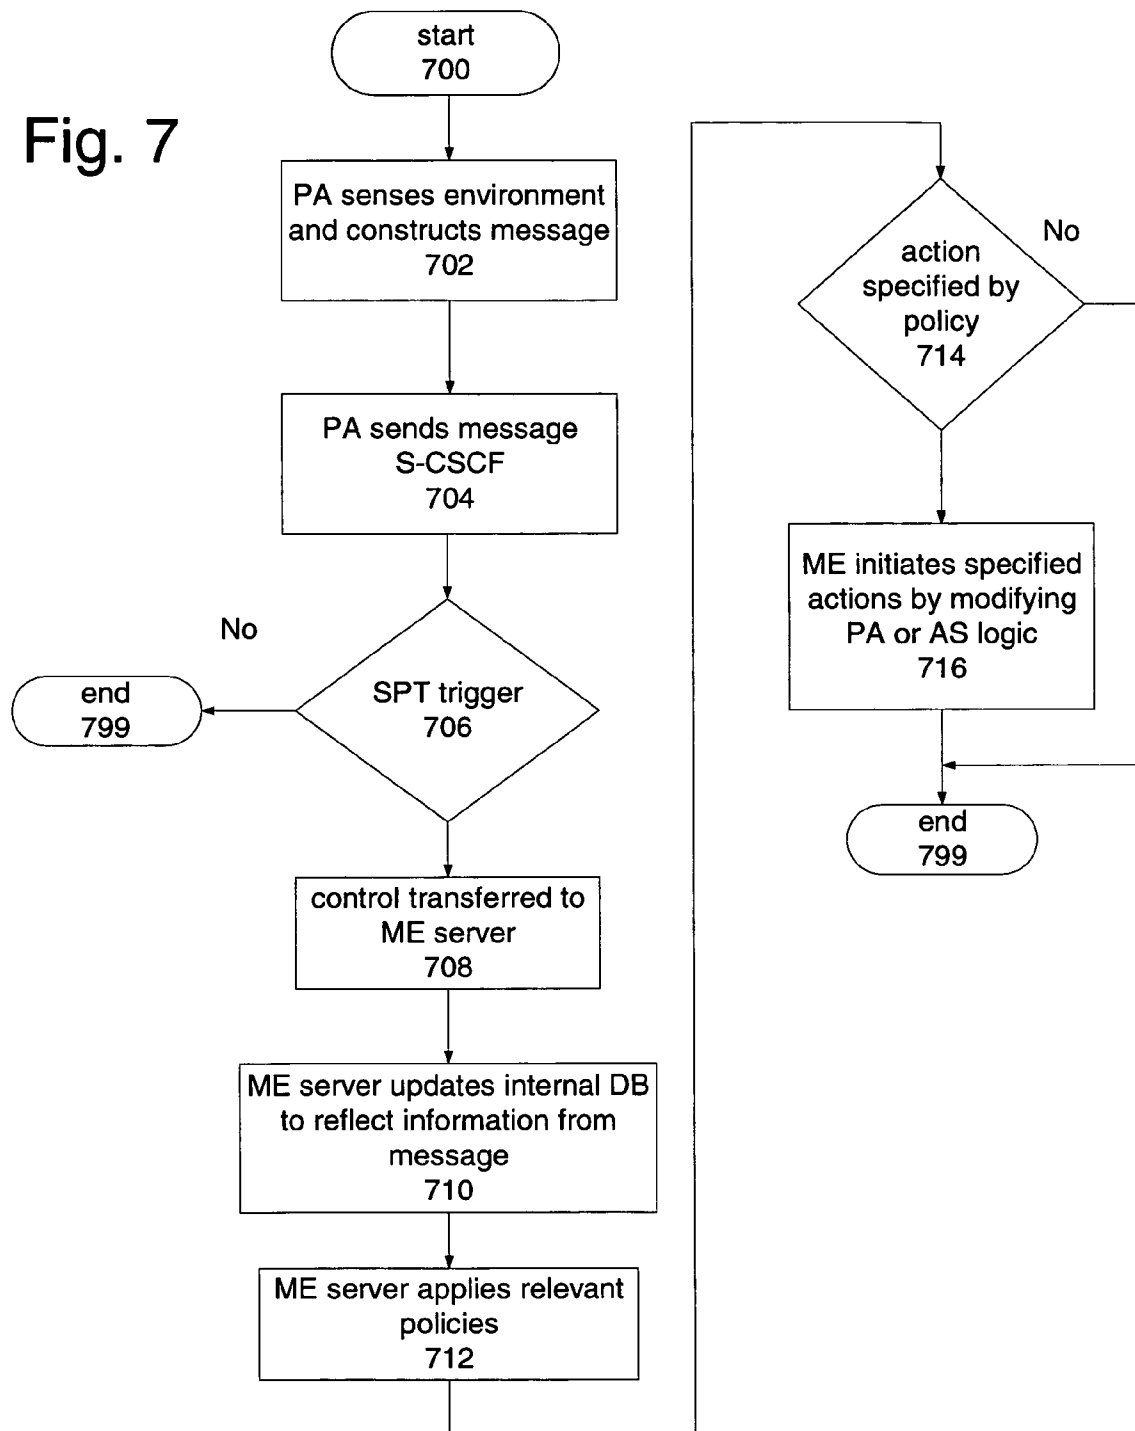 Fig. 7
start
700
PA senses environment
and constructs message
702
PA sends message
S-CSCF
704
No
SPT trigger
706
end
799
control transferred to
ME server
708
ME server updates internal DB
to reflect information from
message
710
ME server applies relevant
policies
712
No
action
specified by
policy
714
ME initiates specified
actions by modifying
PA or AS logic
716
end
799